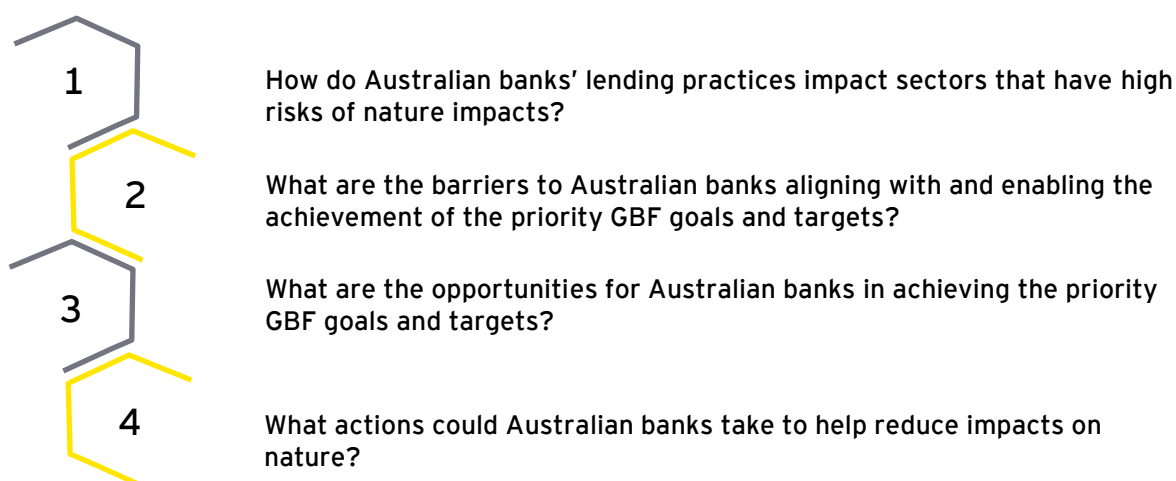 1
How do Australian banks’ lending practices impact sectors that have high
risks of nature impacts?
2
What are the barriers to Australian banks aligning with and enabling the
achievement of the priority GBF goals and targets?
3
What are the opportunities for Australian banks in achieving the priority
GBF goals and targets?
4
What actions could Australian banks take to help reduce impacts on
nature?